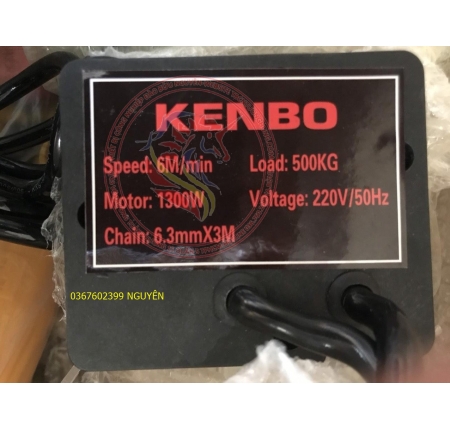 KENBO
Speed: 6M/min Load: 500KG
Motor: 1300W Voltage: 220V/50Hz
Chain: 6.3mmX3M
0367602399 NGUYÊN